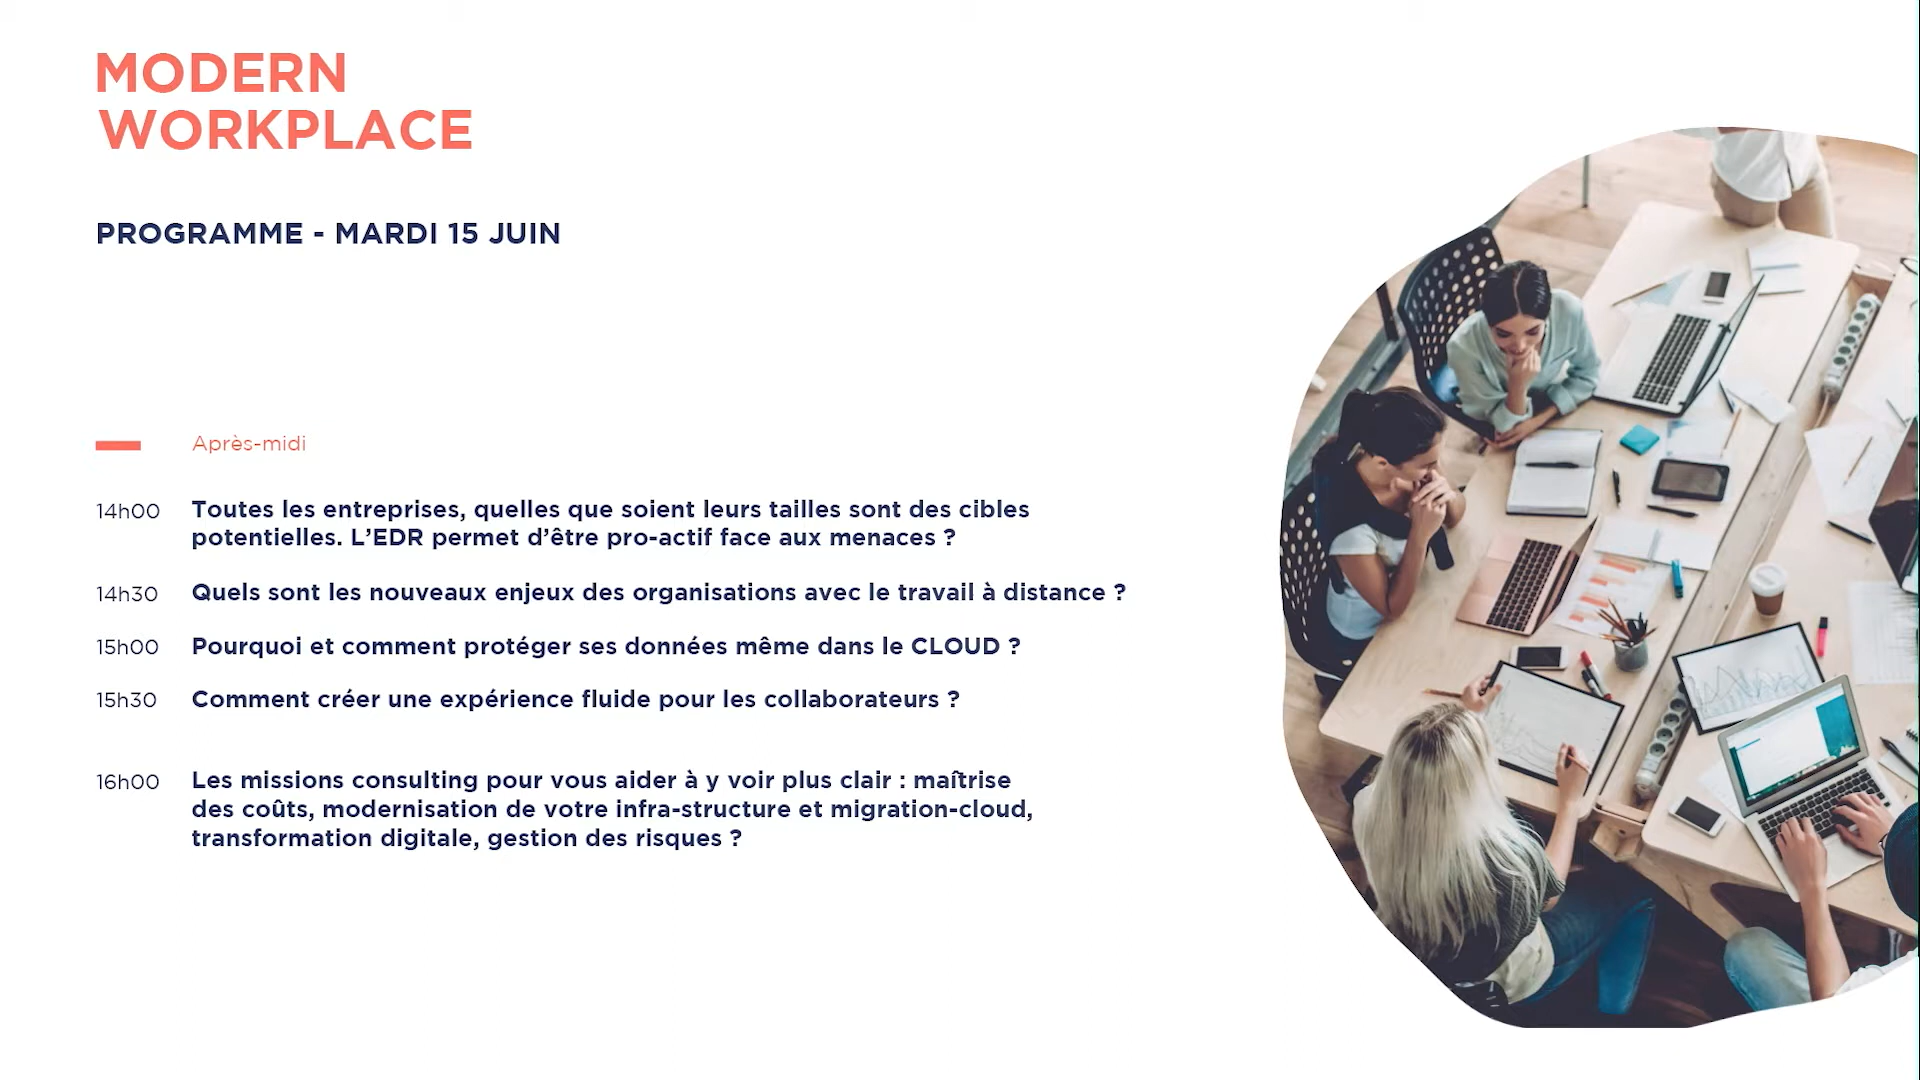 MODERN
WORKPLACE
PROGRAMME - MARDI 15 JUIN
Après-midi
14h00 Toutes les entreprises, quelles que soient leurs tailles sont des cibles
potentielles. L’EDR permet d’être pro-actif face aux menaces ?
14h30 Quels sont les nouveaux enjeux des organisations avec le travail à distance ?
15h00 Pourquoi et comment protéger ses données même dans le CLOUD ?
15h30 Comment créer une expérience fluide pour les collaborateurs ?
16h00 Les missions consulting pour vous aider à y voir plus clair : maîtrise
des coûts, modernisation de votre infra-structure et migration-cloud,
transformation digitale, gestion des risques ?